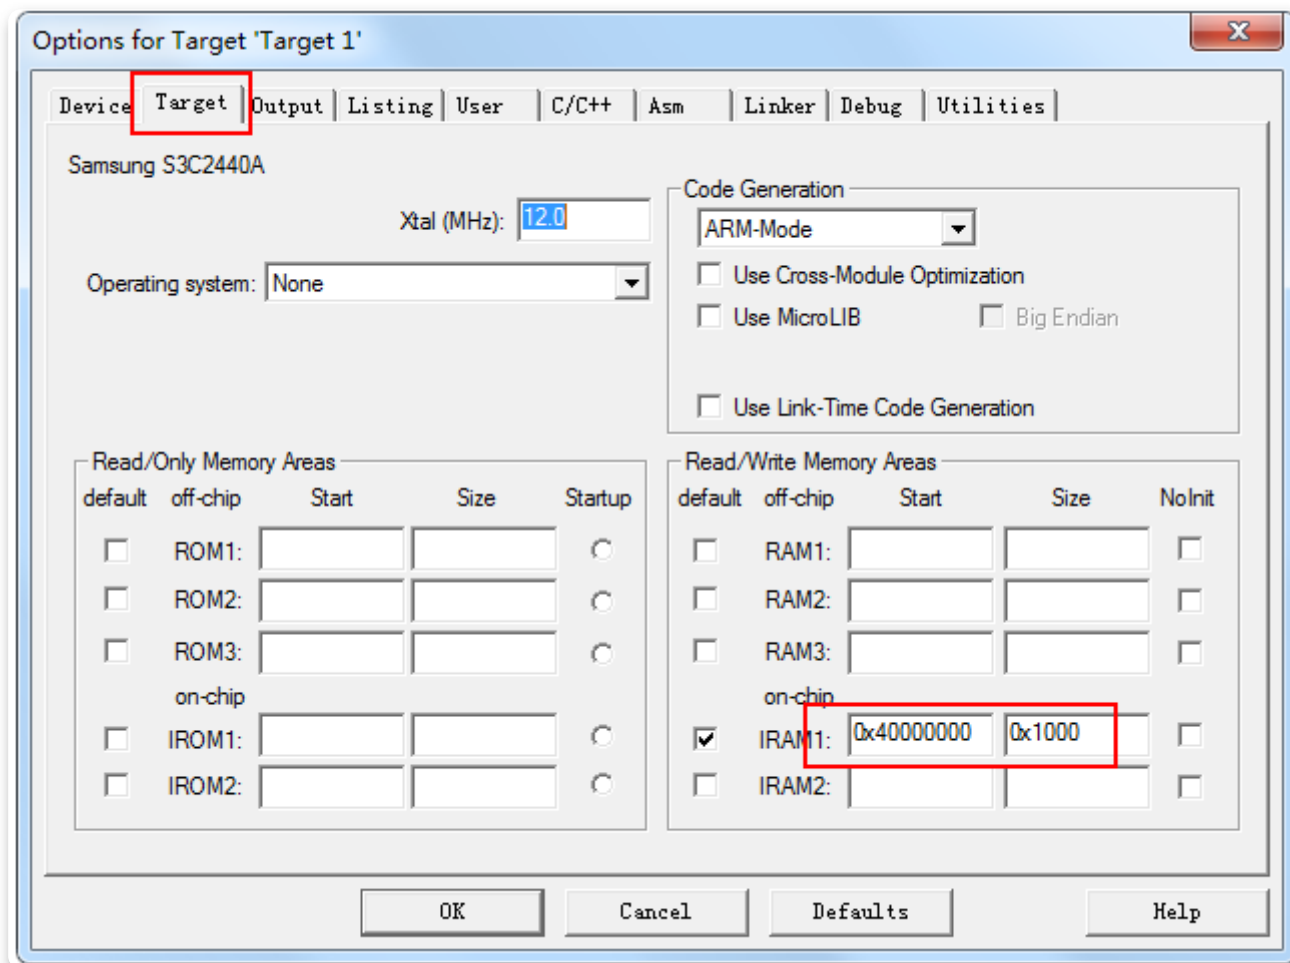 Options for Target 'Target 1'
x
Device Target Output Listing User C/C++ Asm Linker Debug Utilities
Samsung S3C2440A
Xtal (MHz): 12.0
Operating system: None
Code Generation
ARM-Mode
Use Cross-Module Optimization
Use MicroLIB Big Endian
Use Link-Time Code Generation
Read/Only Memory Areas
default off-chip Start Size Startup
ROM1:
ROM2:
ROM3:
on-chip
IROM1:
IROM2:
Read/Write Memory Areas
default off-chip Start Size NoInit
RAM1:
RAM2:
RAM3:
on-chip
IRAM1: 0x40000000 0x1000
IRAM2:
OK Cancel Defaults Help